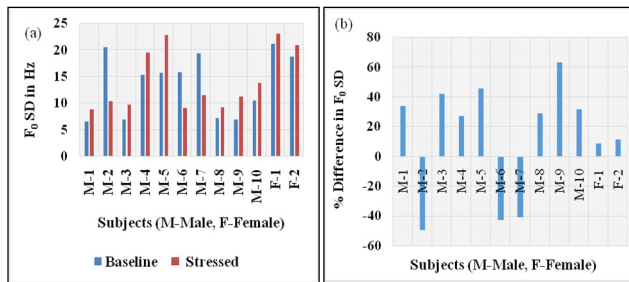 (a)
F0 SD in Hz
25
20
15
10
5
0
M-1 M-2 M-3 M-4 M-5 M-6 M-7 M-8 M-9 M-10 F-1 F-2
Subjects (M-Male, F-Female)
Baseline Stressed
(b)
% Difference in F0 SD
80
60
40
20
0
-20
-40
-60
M-1 M-2 M-3 M-4 M-5 M-6 M-7 M-8 M-9 M-10 F-1 F-2
Subjects (M-Male, F-Female)